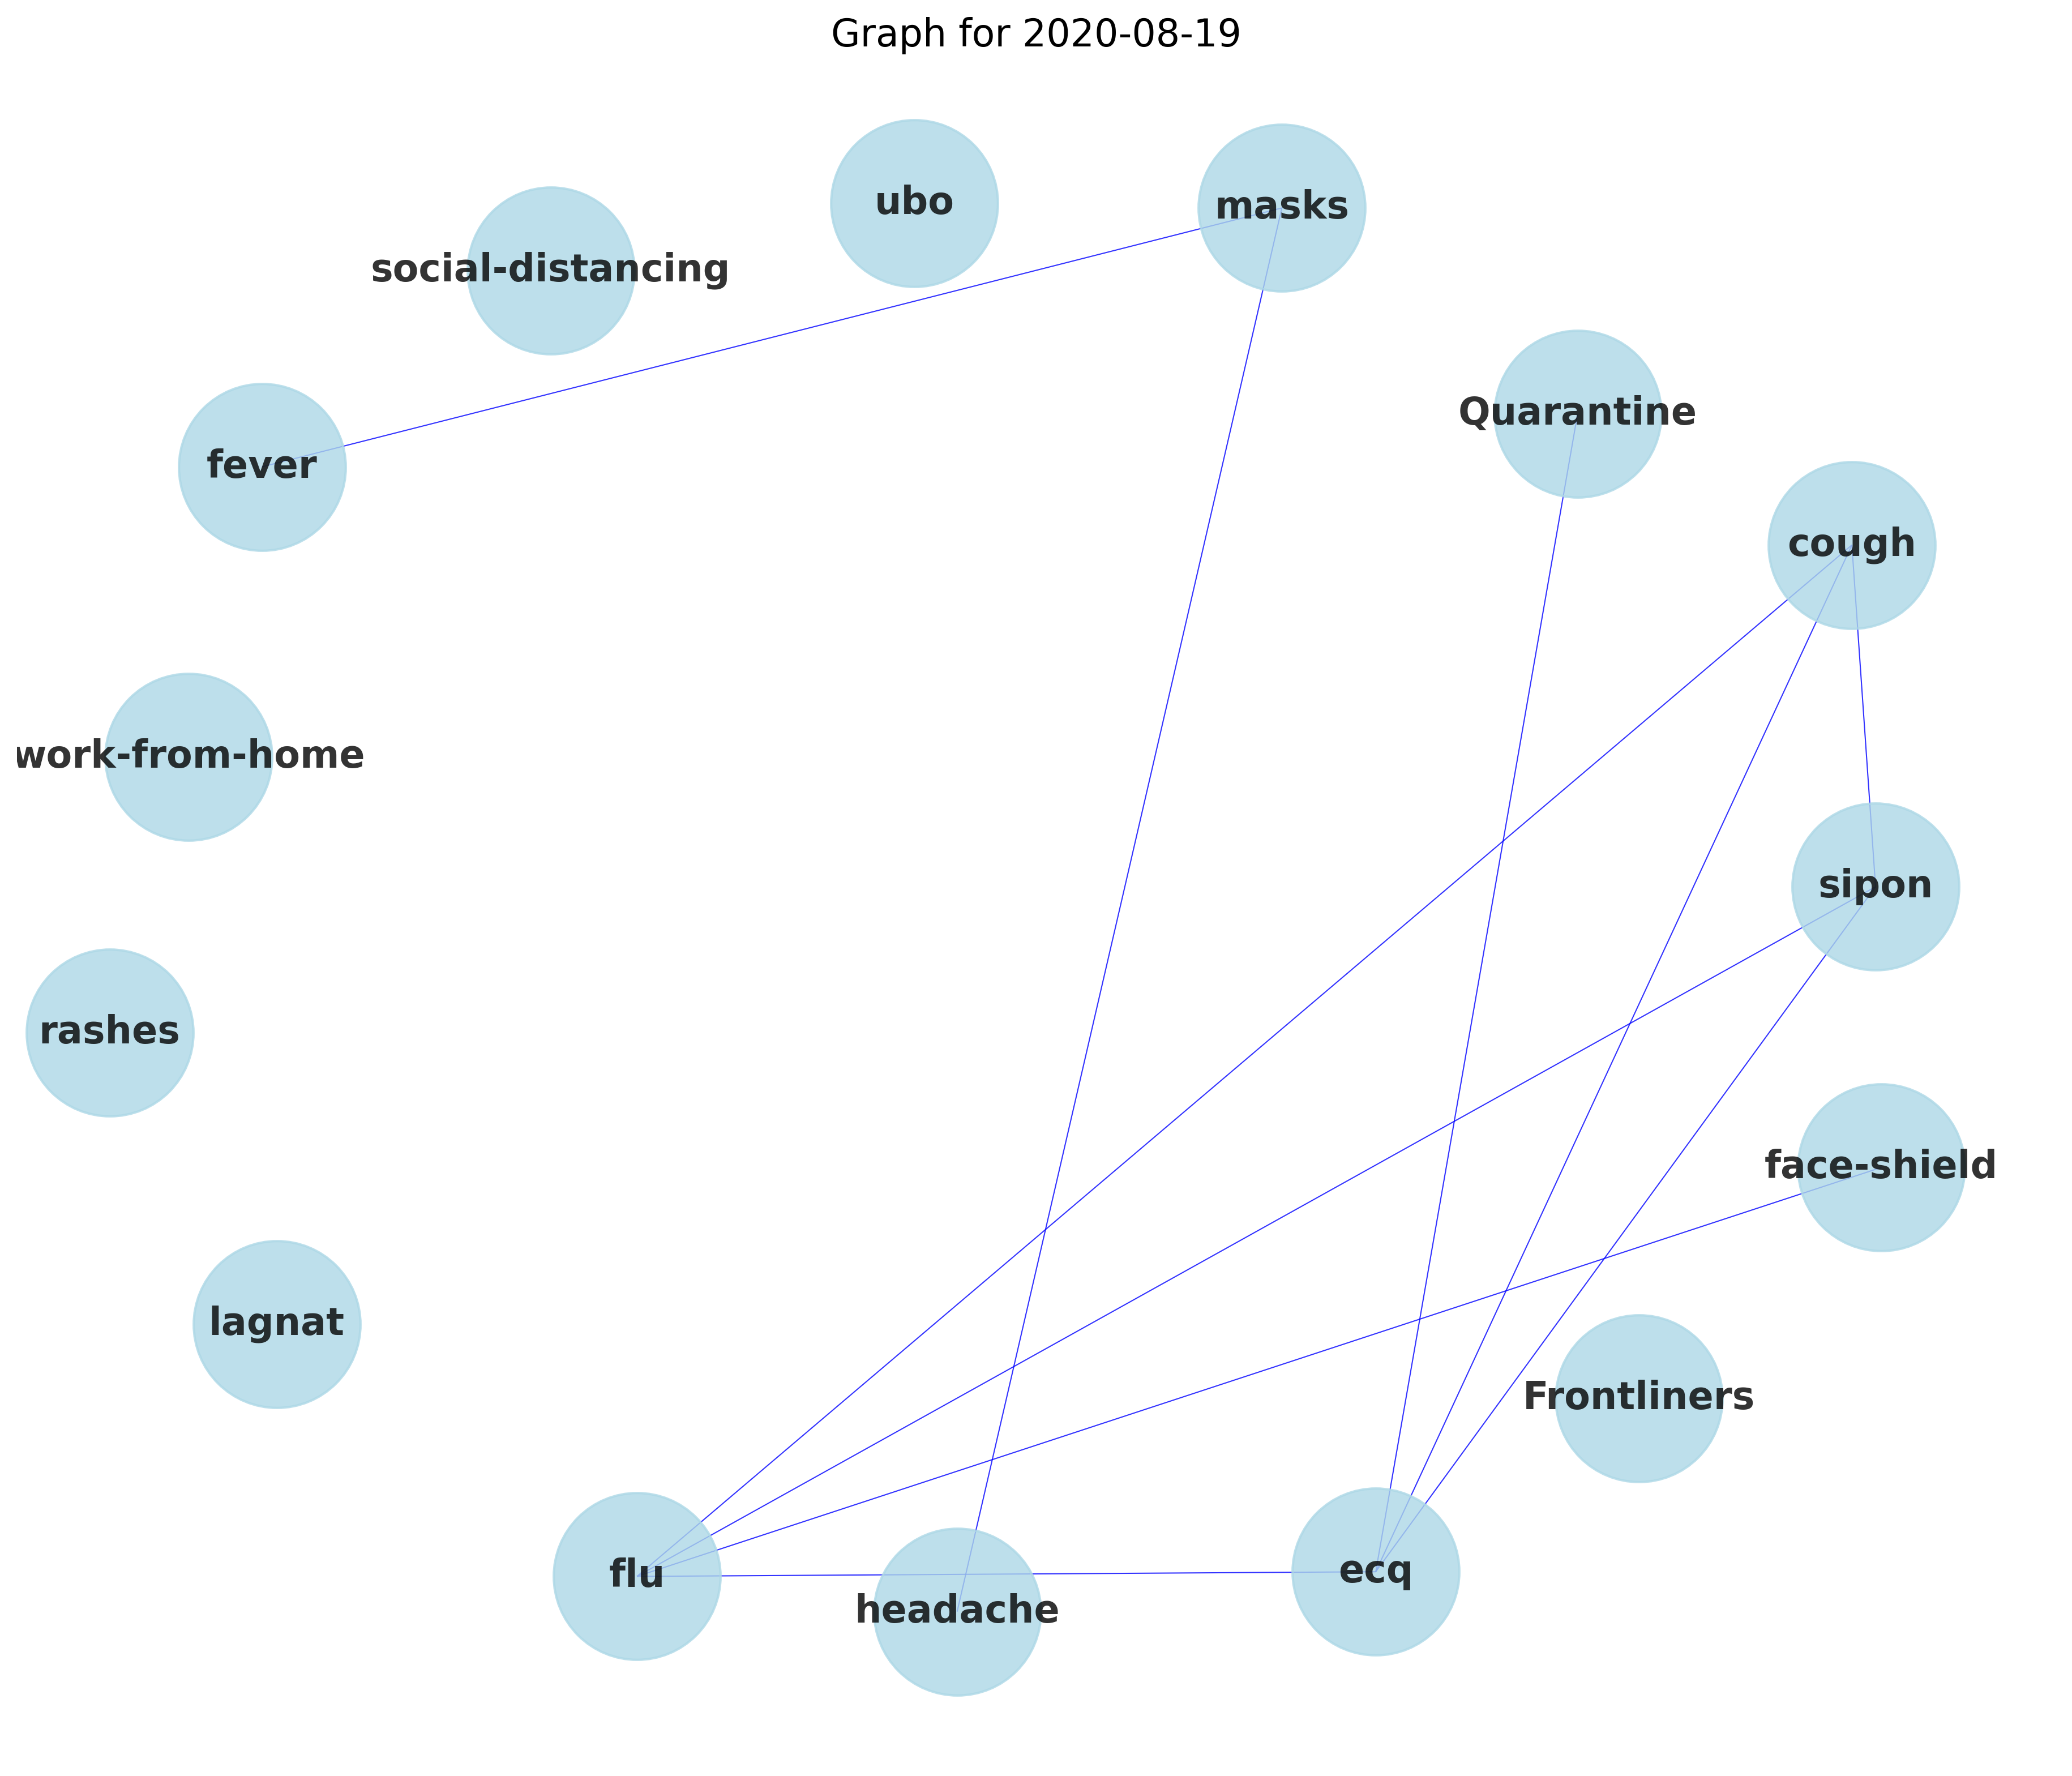 Graph for 2020-08-19
ubo
masks
social-distancing
Quarantine
fever
cough
work-from-home
sipon
rashes
face-shield
lagnat
Frontliners
flu
headache
ecq